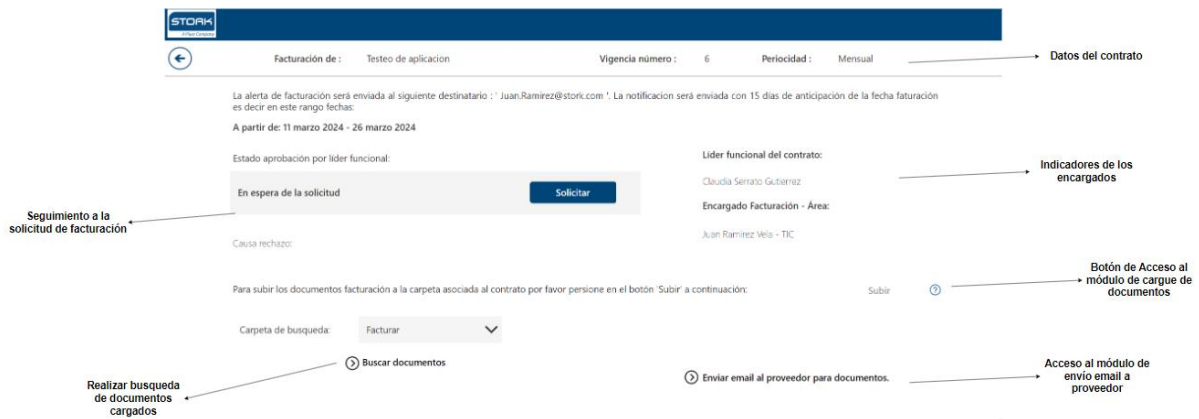 STORK
A Fluor Company
Facturación de : Testeo de aplicacion Vigencia número : 6 Periocidad : Mensual
Datos del contrato
La alerta de facturación será enviada al siguiente destinatario : ' Juan.Ramirez@stork.com '. La notificacion será enviada con 15 días de anticipación de la fecha faturación
es decir en este rango fechas:
A partir de: 11 marzo 2024 - 26 marzo 2024
Estado aprobación por líder funcional:
En espera de la solicitud Solicitar
Causa rechazo:
Líder funcional del contrato:
Claudia Serrato Gutierrez
Encargado Facturación - Área:
Juan Ramirez Vela - TIC
Indicadores de los
encargados
Seguimiento a la
solicitud de facturación
Para subir los documentos facturación a la carpeta asociada al contrato por favor persione en el botón 'Subir' a continuación: Subir ?
Botón de Acceso al
módulo de cargue de
documentos
Carpeta de busqueda: Facturar
Buscar documentos
Enviar email al proveedor para documentos.
Realizar busqueda
de documentos
cargados
Acceso al módulo de
envío email a
proveedor